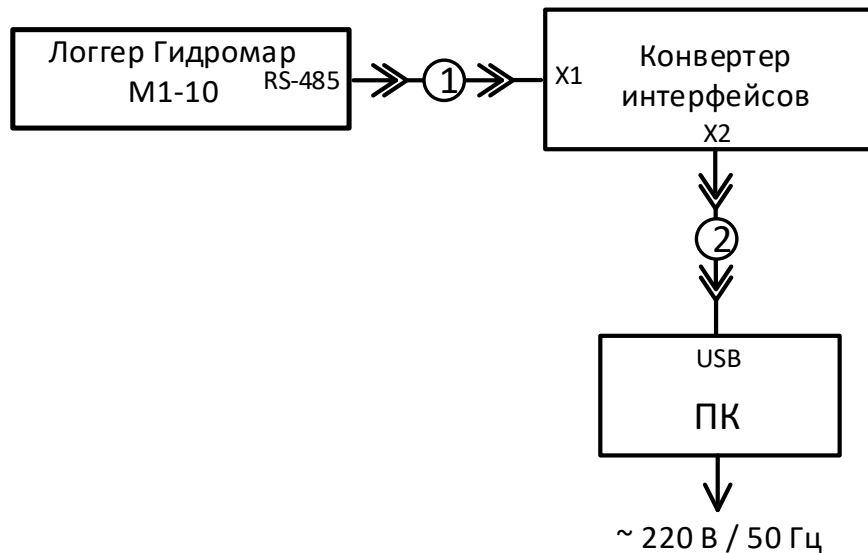 Логгер Гидромар
М1-10
RS-485
1
X1
Конвертер
интерфейсов
X2
2
USB
ПК
~ 220 В / 50 Гц